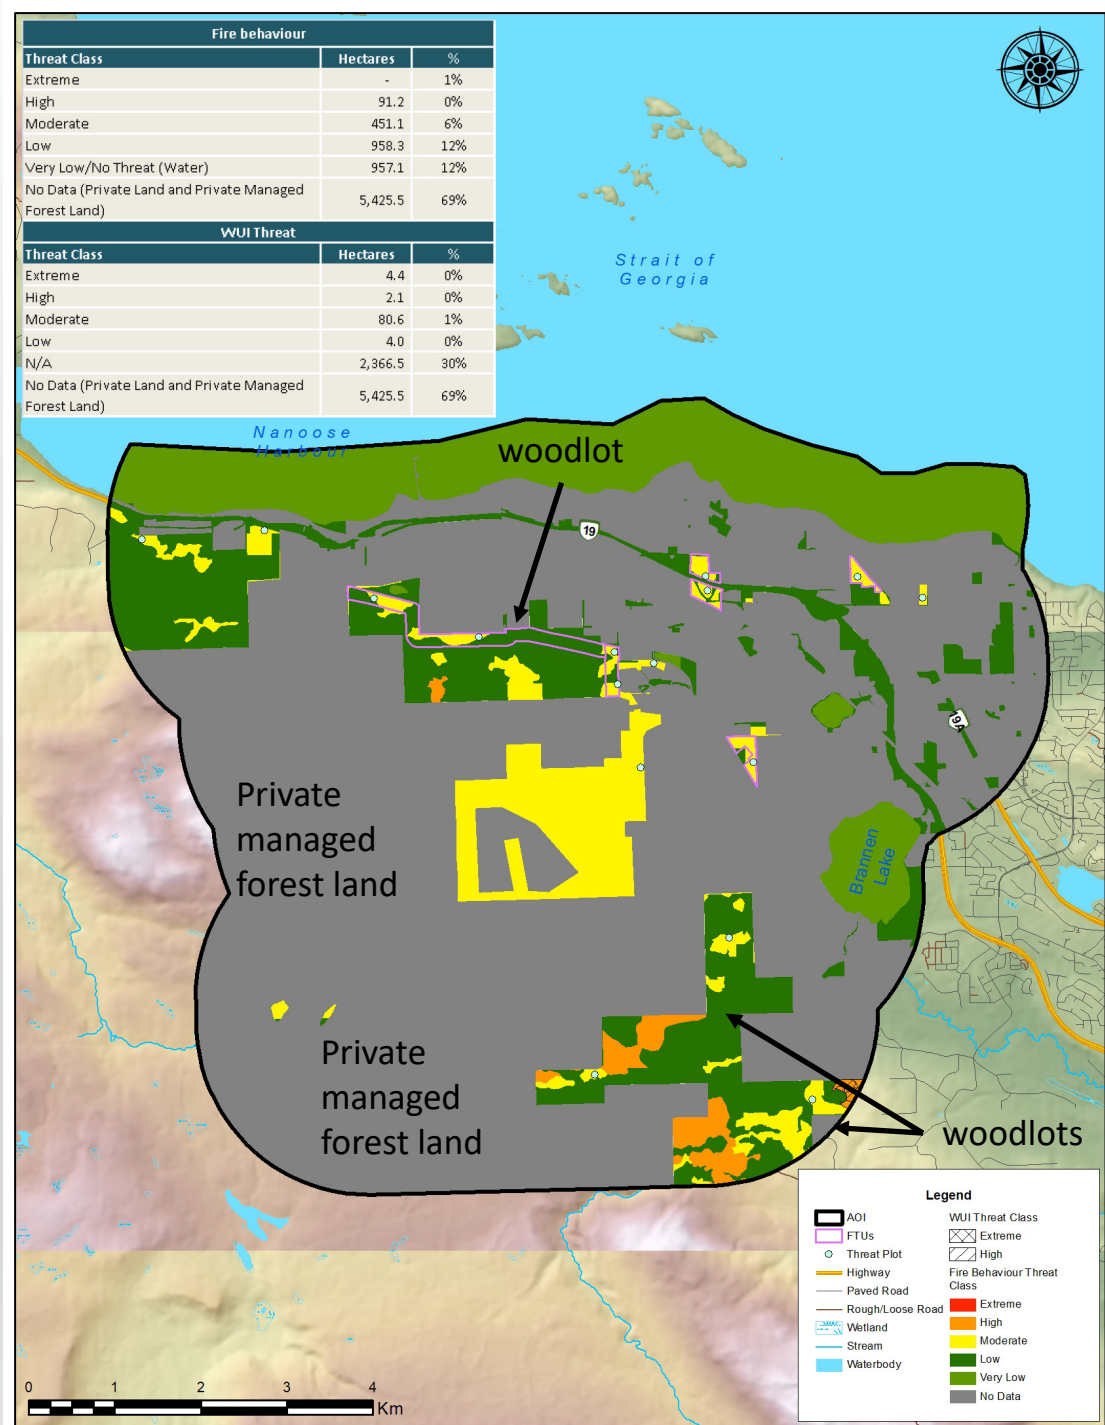 Fire behaviour
Threat Class Hectares %
Extreme - 1%
High 91.2 0%
Moderate 451.1 6%
Low 958.3 12%
Very Low/No Threat (Water) 957.1 12%
No Data (Private Land and Private Managed
Forest Land) 5,425.5 69%
WUI Threat
Threat Class Hectares %
Extreme 4.4 0%
High 2.1 0%
Moderate 80.6 1%
Low 4.0 0%
N/A 2,366.5 30%
No Data (Private Land and Private Managed
Forest Land) 5,425.5 69%
Strait of
Georgia
Nanoose
Harbour
woodlot
19
19A
Private
managed
forest land
Brannen
Lake
Private
managed
forest land
woodlots
Legend
AOI
FTUs
Threat Plot
Highway
Paved Road
Rough/Loose Road
Wetland
Stream
Waterbody
WUI Threat Class
Extreme
High
Fire Behaviour Threat
Class
Extreme
High
Moderate
Low
Very Low
No Data
0 1 2 3 4
Km